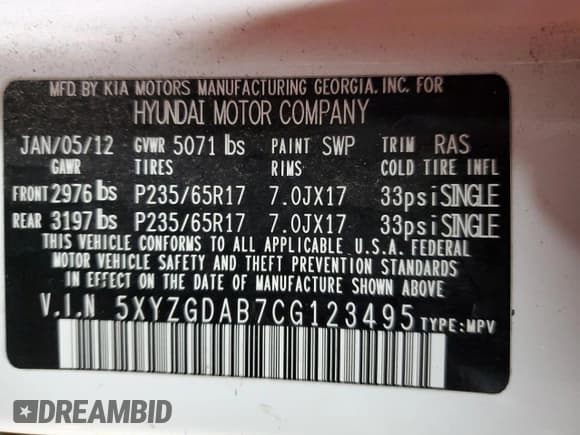 MFD. BY KIA MOTORS MANUFACTURING GEORGIA, INC. FOR
HYUNDAI MOTOR COMPANY
JAN/05/12 GVWR 5071 lbs PAINT SWP TRIM RAS
GAWR TIRES RIMS COLD TIRE INFL
FRONT 2976 lbs P235/65R17 7.0JX17 33psi SINGLE
REAR 3197 lbs P235/65R17 7.0JX17 33psi SINGLE
THIS VEHICLE CONFORMS TO ALL APPLICABLE U.S.A. FEDERAL
MOTOR VEHICLE SAFETY AND THEFT PREVENTION STANDARDS
IN EFFECT ON THE DATE OF MANUFACTURE SHOWN ABOVE.
V.I.N 5XYZGDAB7CG123495 TYPE:MPV
DREAMBID